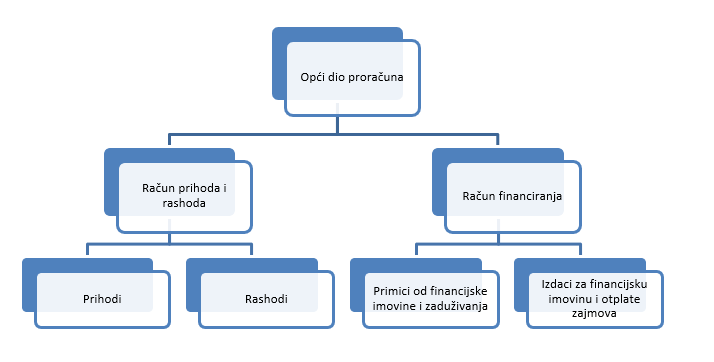 Opći dio proračuna
Račun prihoda i
rashoda
Račun financiranja
Prihodi
Rashodi
Primici od financijske
imovine i zaduživanja
Izdaci za financijsku
imovinu i otplate
zajmova